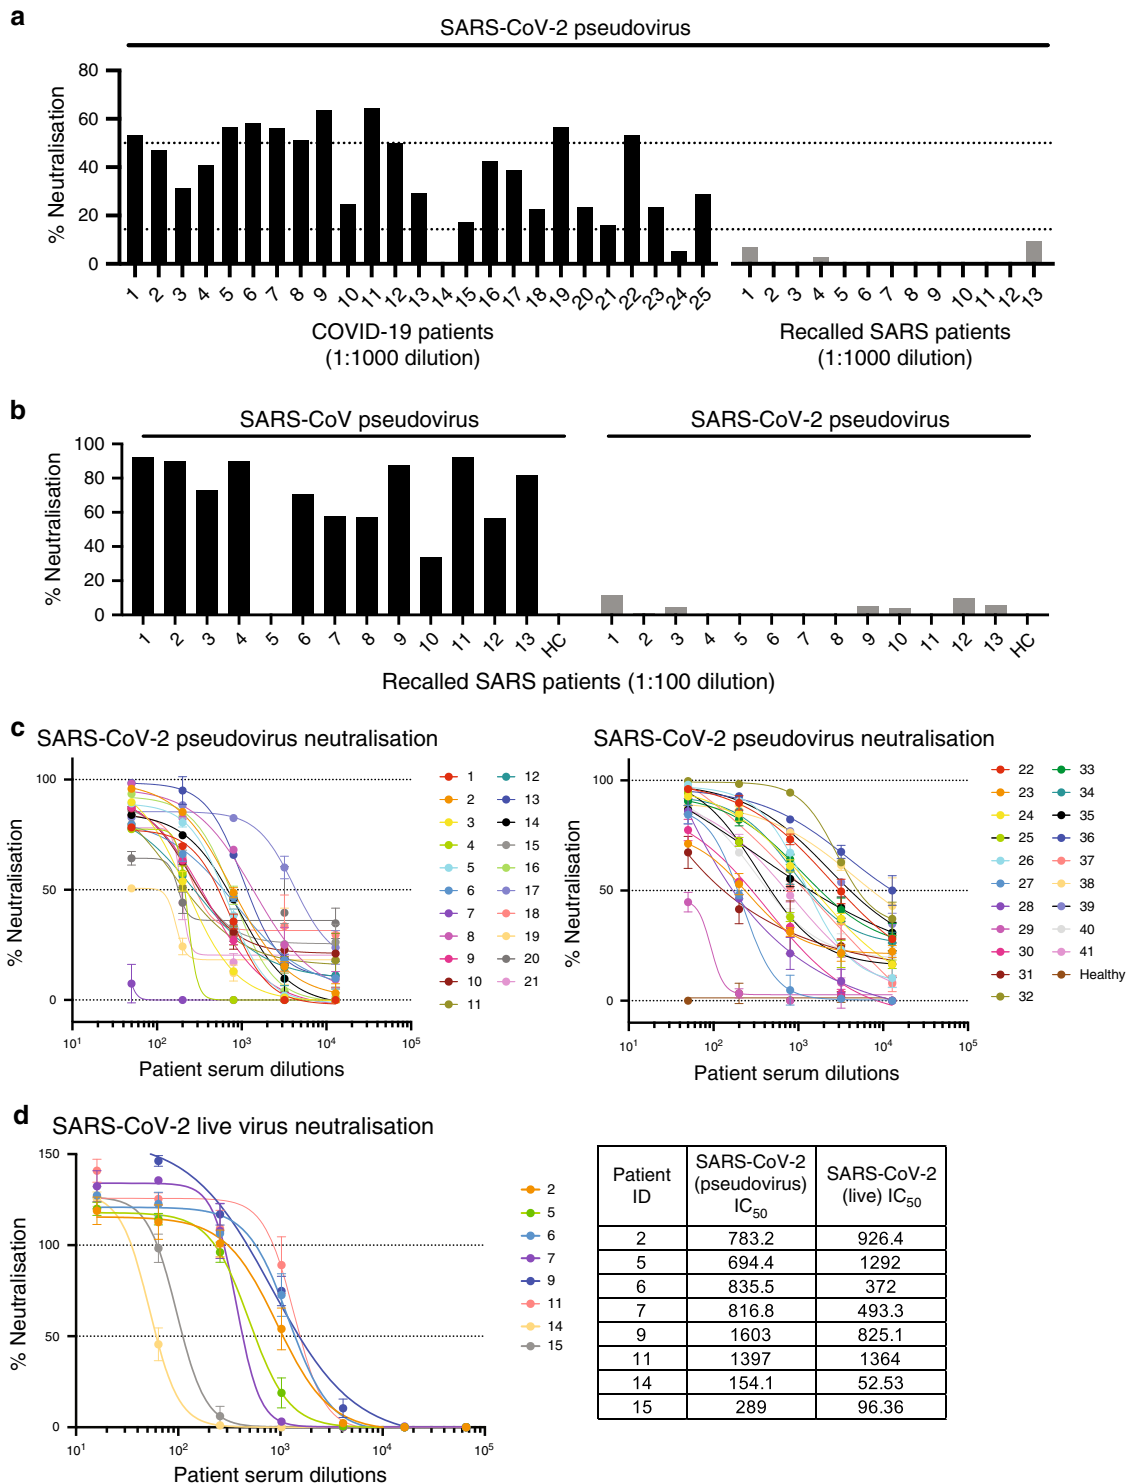 a
SARS-CoV-2 pseudovirus
% Neutralisation
80
60
40
20
0
1 2 3 4 5 6 7 8 9 10 11 12 13 14 15 16 17 18 19 20 21 22 23 24 25
1 2 3 4 5 6 7 8 9 10 11 12 13
COVID-19 patients
(1:1000 dilution)
Recalled SARS patients
(1:1000 dilution)
b
SARS-CoV pseudovirus
SARS-CoV-2 pseudovirus
% Neutralisation
100
80
60
40
20
0
1 2 3 4 5 6 7 8 9 10 11 12 13 HC
1 2 3 4 5 6 7 8 9 10 11 12 13 HC
Recalled SARS patients (1:100 dilution)
c
SARS-CoV-2 pseudovirus neutralisation
% Neutralisation
100
50
0
10¹ 10² 10³ 10⁴ 10⁵
Patient serum dilutions
1
2
3
4
5
6
7
8
9
10
11
12
13
14
15
16
17
18
19
20
21
SARS-CoV-2 pseudovirus neutralisation
% Neutralisation
100
50
0
10¹ 10² 10³ 10⁴ 10⁵
Patient serum dilutions
22
23
24
25
26
27
28
29
30
31
32
33
34
35
36
37
38
39
40
41
Healthy
d
SARS-CoV-2 live virus neutralisation
% Neutralisation
150
100
50
0
10¹ 10² 10³ 10⁴ 10⁵
Patient serum dilutions
2
5
6
7
9
11
14
15
Patient ID
SARS-CoV-2 (pseudovirus) IC₅₀
SARS-CoV-2 (live) IC₅₀
2 783.2 926.4
5 694.4 1292
6 835.5 372
7 816.8 493.3
9 1603 825.1
11 1397 1364
14 154.1 52.53
15 289 96.36